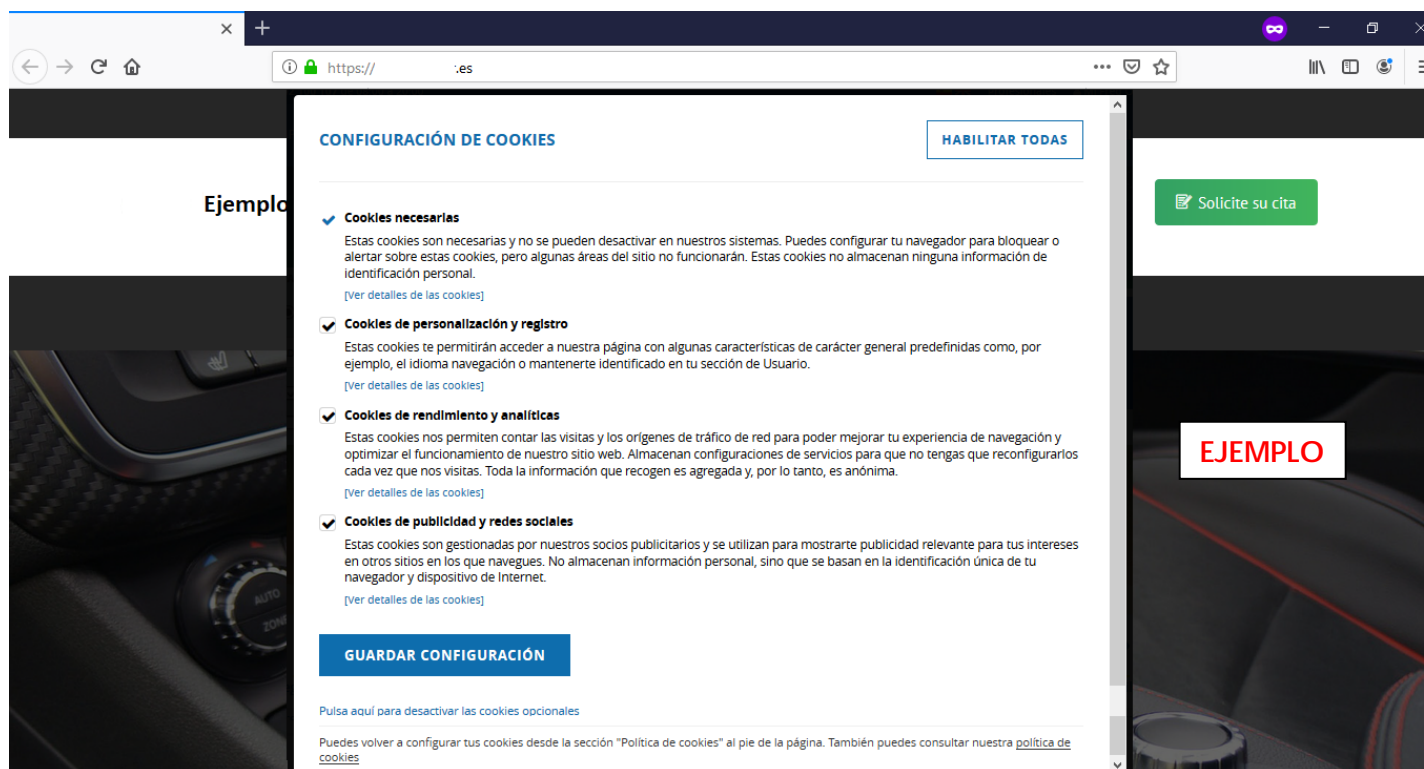 https:// .es
CONFIGURACIÓN DE COOKIES
HABILITAR TODAS
Ejemplo
Solicite su cita
Cookies necesarias
Estas cookies son necesarias y no se pueden desactivar en nuestros sistemas. Puedes configurar tu navegador para bloquear o
alertar sobre estas cookies, pero algunas áreas del sitio no funcionarán. Estas cookies no almacenan ninguna información de
identificación personal.
[Ver detalles de las cookies]
Cookies de personalización y registro
Estas cookies te permitirán acceder a nuestra página con algunas características de carácter general predefinidas como, por
ejemplo, el idioma navegación o mantenerte identificado en tu sección de Usuario.
[Ver detalles de las cookies]
Cookies de rendimiento y analíticas
Estas cookies nos permiten contar las visitas y los orígenes de tráfico de red para poder mejorar tu experiencia de navegación y
optimizar el funcionamiento de nuestro sitio web. Almacenan configuraciones de servicios para que no tengas que reconfigurarlos
cada vez que nos visitas. Toda la información que recogen es agregada y, por lo tanto, es anónima.
[Ver detalles de las cookies]
EJEMPLO
Cookies de publicidad y redes sociales
Estas cookies son gestionadas por nuestros socios publicitarios y se utilizan para mostrarte publicidad relevante para tus intereses
en otros sitios en los que navegues. No almacenan información personal, sino que se basan en la identificación única de tu
navegador y dispositivo de Internet.
[Ver detalles de las cookies]
AUTO
ZONE
GUARDAR CONFIGURACIÓN
Pulsa aquí para desactivar las cookies opcionales
Puedes volver a configurar tus cookies desde la sección "Política de cookies" al pie de la página. También puedes consultar nuestra política de
cookies